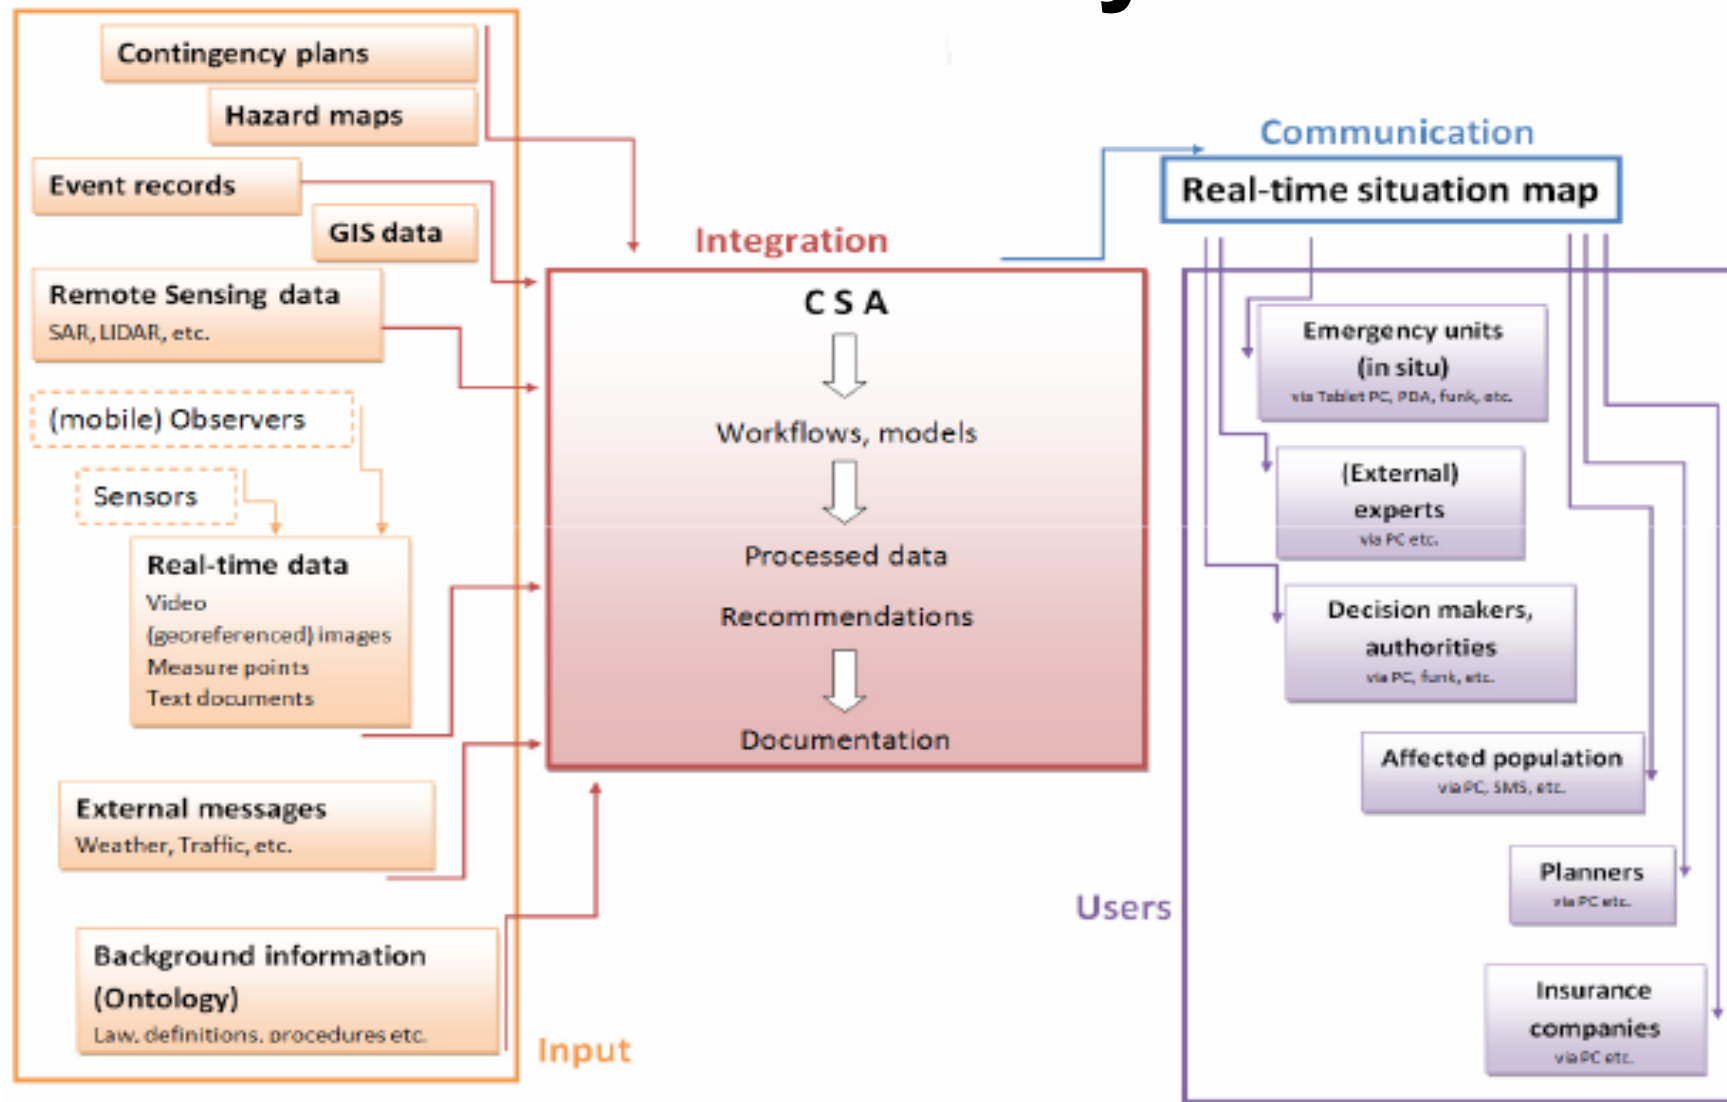 Contingency plans
Hazard maps
Event records
GIS data
Remote Sensing data
SAR, LIDAR, etc.
(mobile) Observers
Sensors
Real-time data
Video
(georeferenced) images
Measure points
Text documents
External messages
Weather, Traffic, etc.
Background information
(Ontology)
Law, definitions, procedures etc.
Input
Integration
C S A
Workflows, models
Processed data
Recommendations
Documentation
Communication
Real-time situation map
Users
Emergency units
(in situ)
via Tablet PC, PDA, funk, etc.
(External)
experts
via PC etc.
Decision makers,
authorities
via PC, funk, etc.
Affected population
via PC, SMS, etc.
Planners
via PC etc.
Insurance
companies
via PC etc.